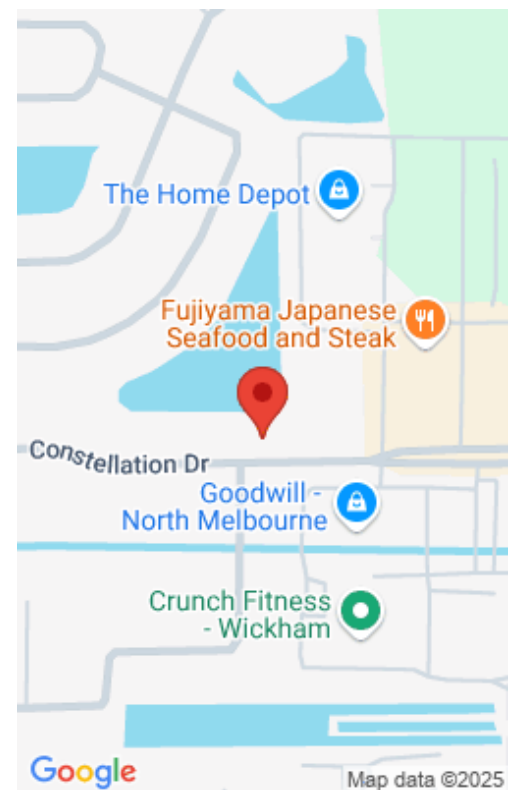 The Home Depot
Fujiyama Japanese
Seafood and Steak
Constellation Dr
Goodwill -
North Melbourne
Crunch Fitness
- Wickham
Google
Map data ©2025